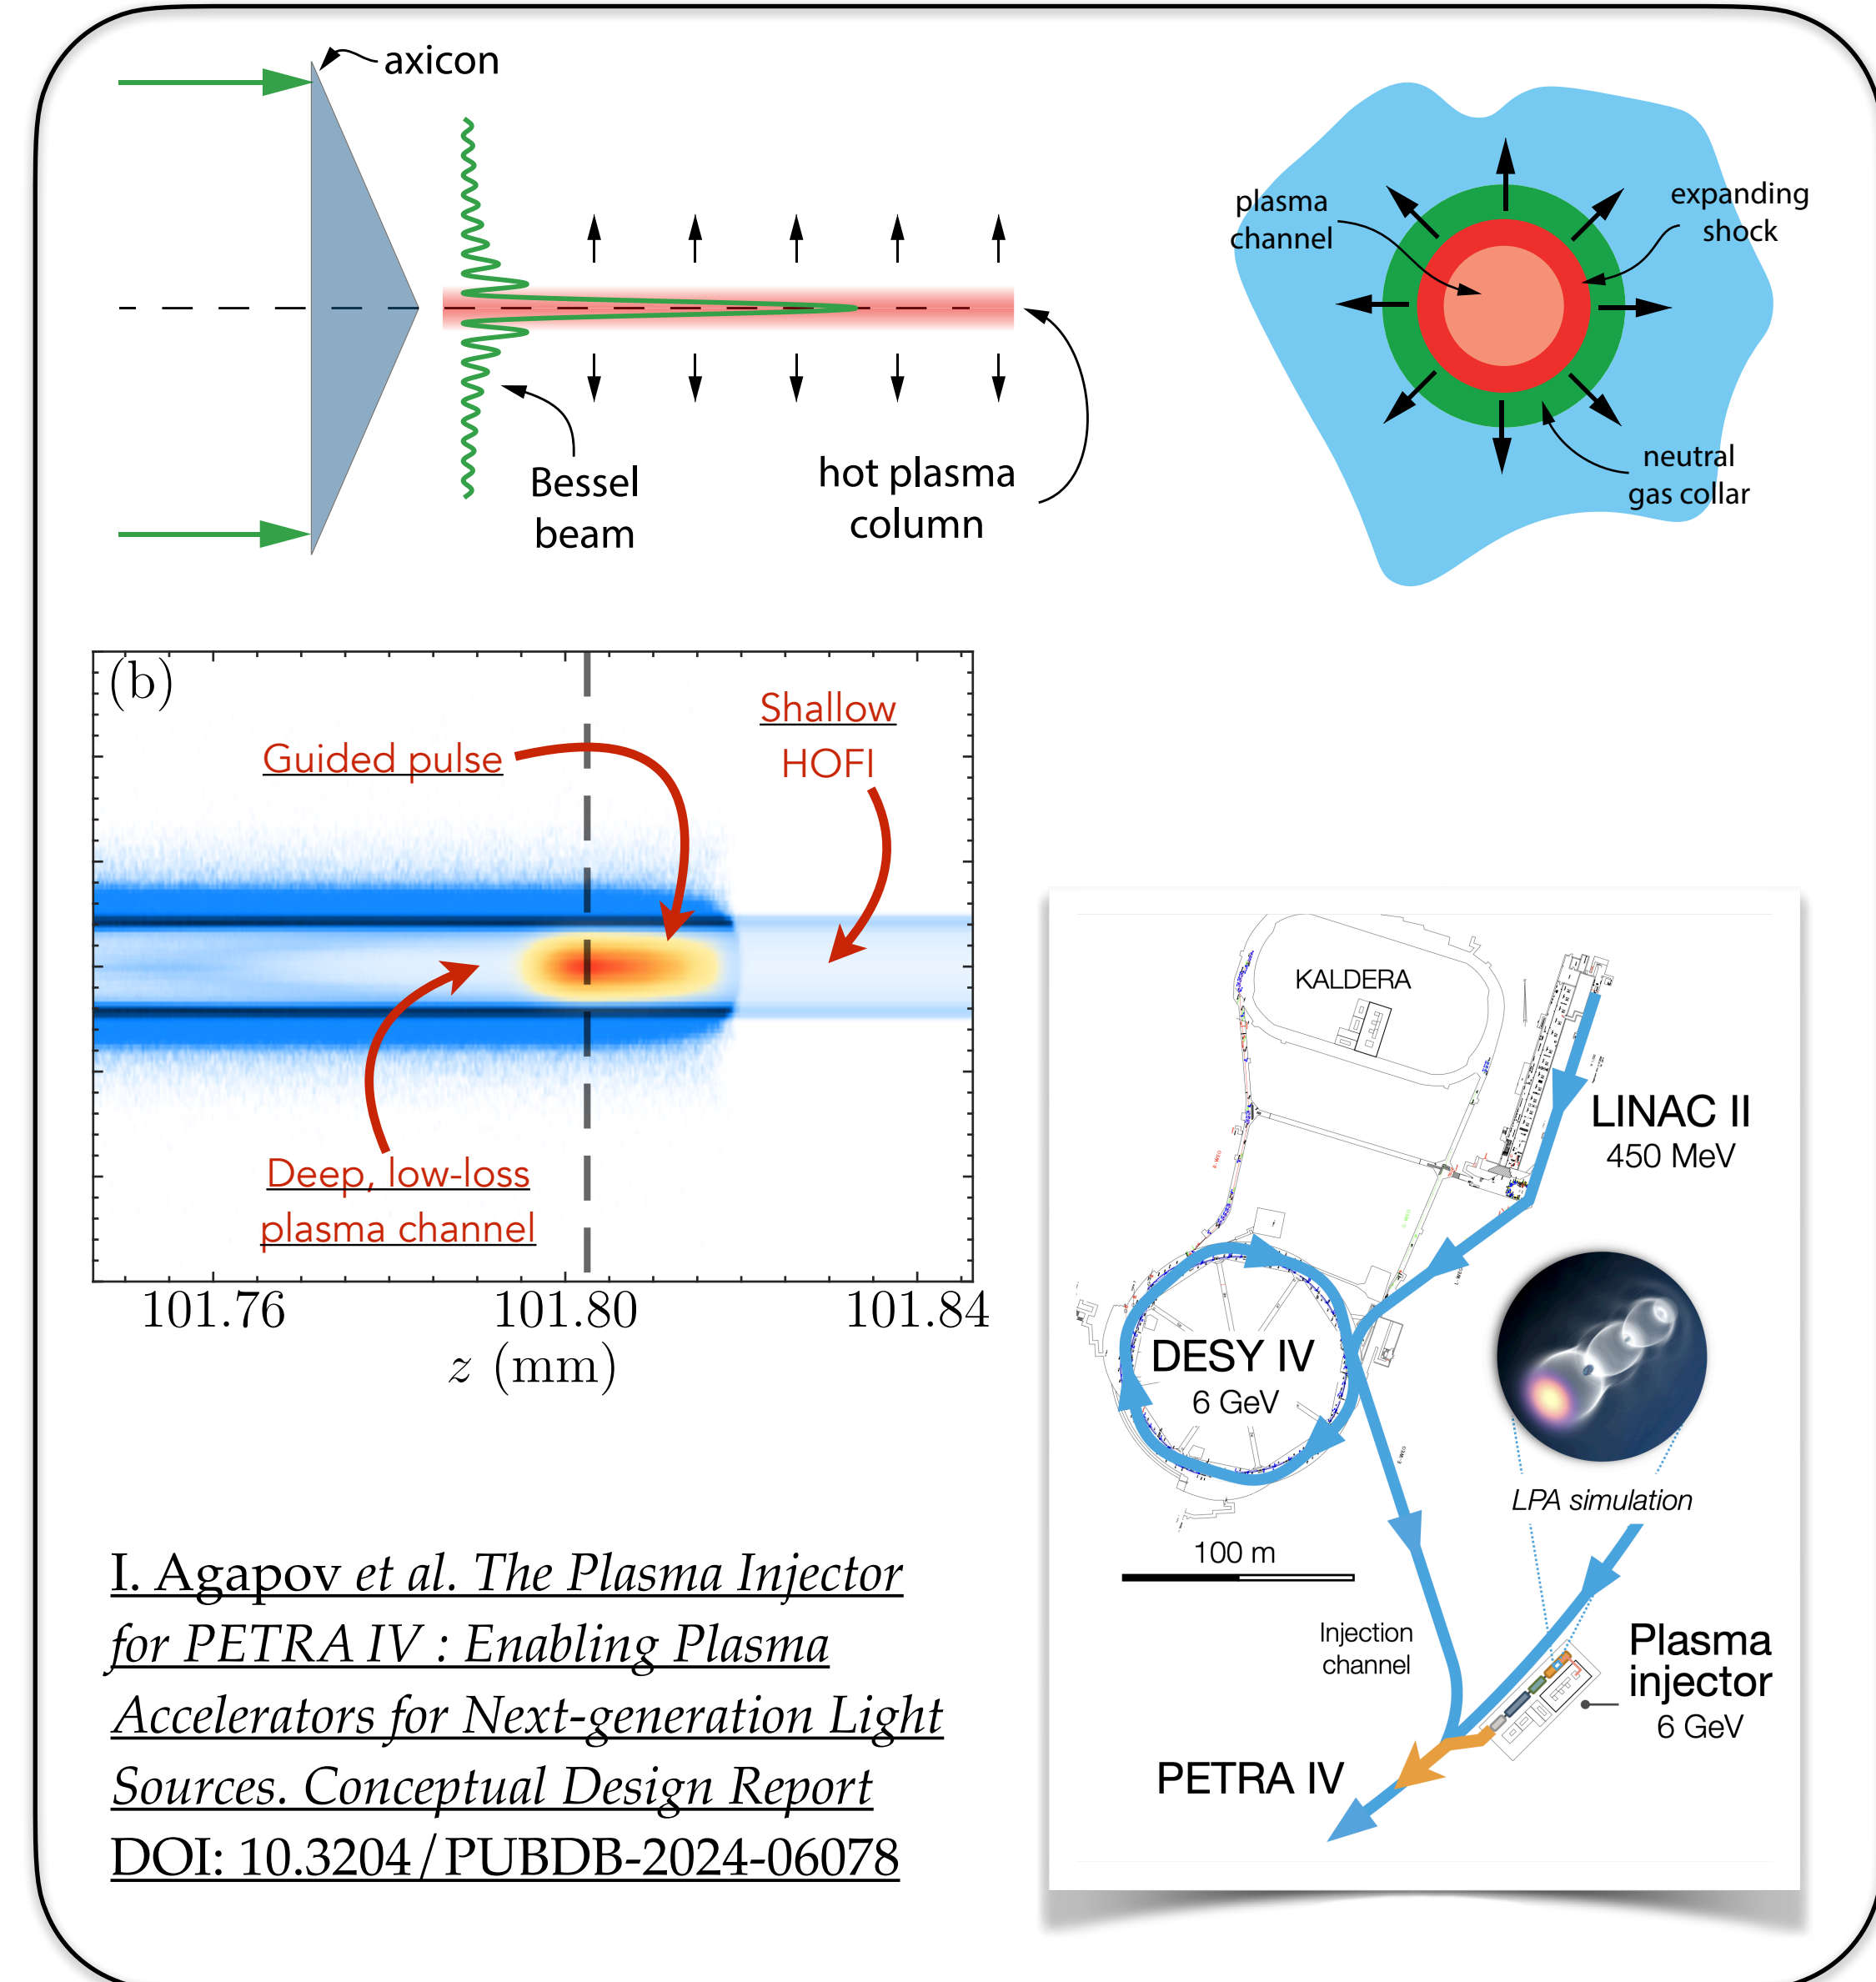 axicon
Bessel
beam
hot plasma
column
plasma
channel
expanding
shock
neutral
gas collar
(b)
Guided pulse
Shallow
HOFI
Deep, low-loss
plasma channel
101.76
101.80
101.84
z (mm)
KALDERA
LINAC II
450 MeV
DESY IV
6 GeV
LPA simulation
100 m
Injection
channel
Plasma
injector
6 GeV
PETRA IV
I. Agapov et al. The Plasma Injector
for PETRA IV : Enabling Plasma
Accelerators for Next-generation Light
Sources. Conceptual Design Report
DOI: 10.3204/PUBDB-2024-06078